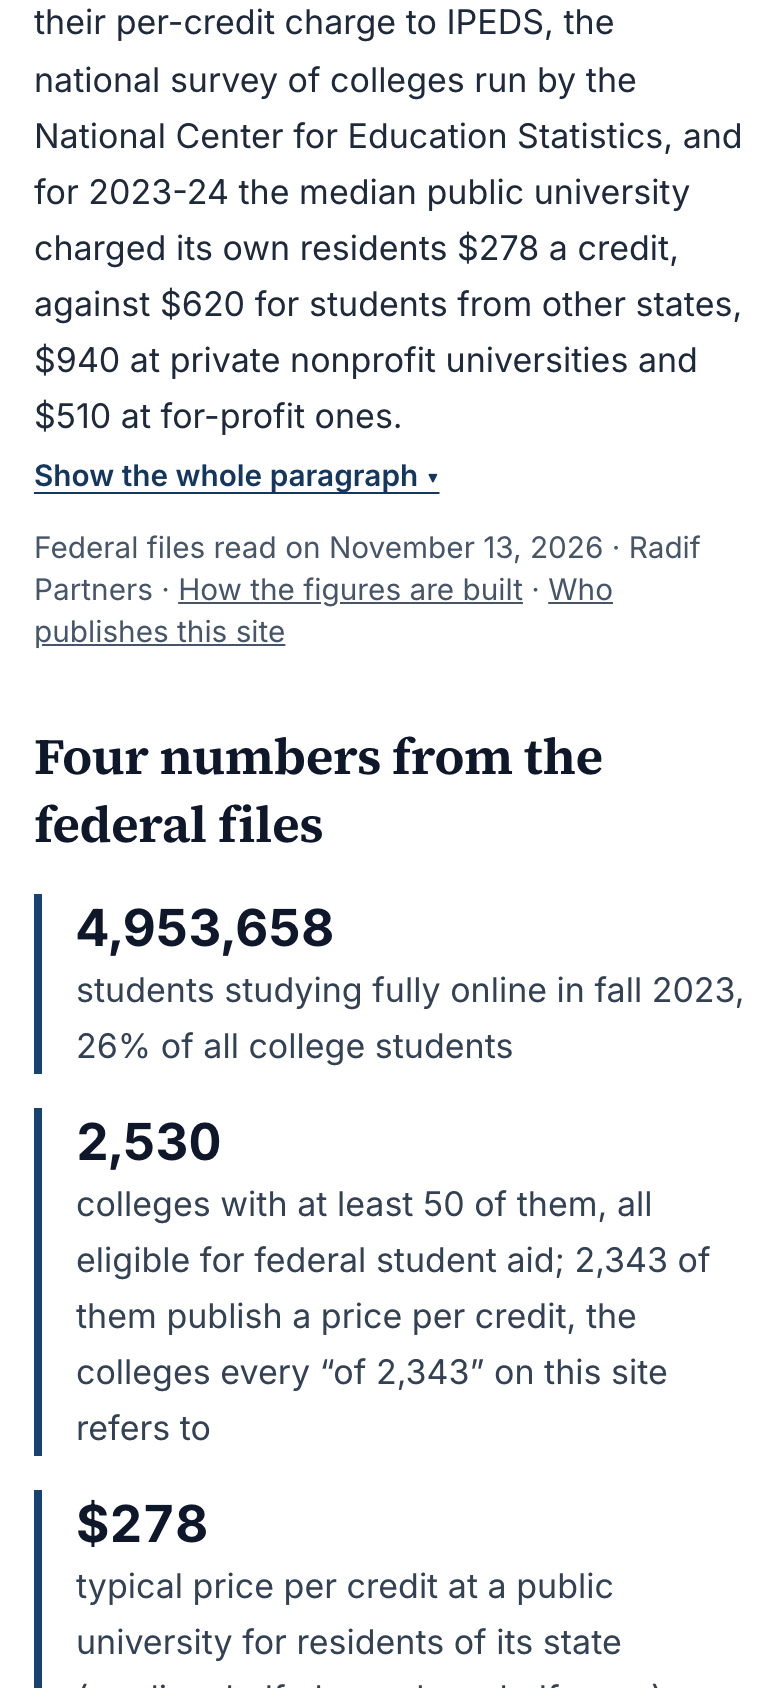 their per-credit charge to IPEDS, the
national survey of colleges run by the
National Center for Education Statistics, and
for 2023-24 the median public university
charged its own residents $278 a credit,
against $620 for students from other states,
$940 at private nonprofit universities and
$510 at for-profit ones.
Show the whole paragraph ▾
Federal files read on November 13, 2026 · Radif
Partners · How the figures are built · Who
publishes this site
Four numbers from the
federal files
4,953,658
students studying fully online in fall 2023,
26% of all college students
2,530
colleges with at least 50 of them, all
eligible for federal student aid; 2,343 of
them publish a price per credit, the
colleges every “of 2,343” on this site
refers to
$278
typical price per credit at a public
university for residents of its state